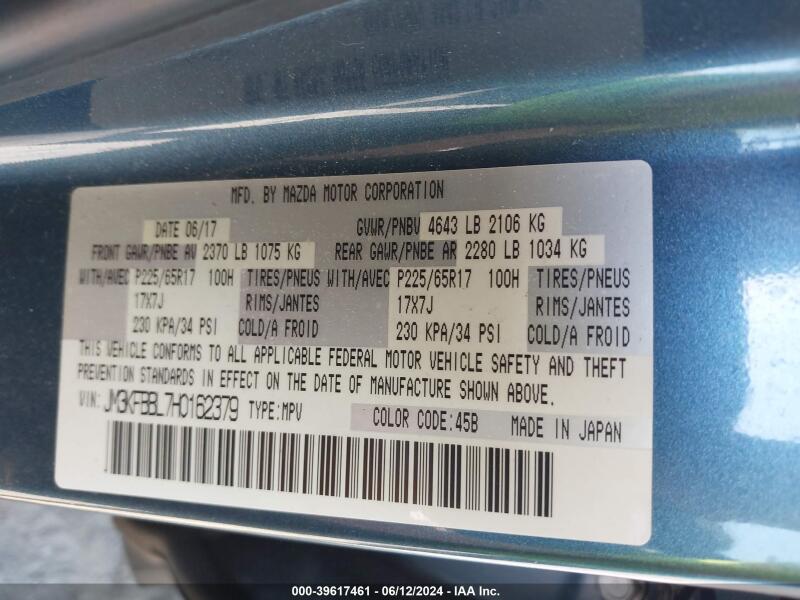 MFD. BY MAZDA MOTOR CORPORATION
DATE 06/17 GVWR/PNBV 4643 LB 2106 KG
FRONT GAWR/PNBE AV 2370 LB 1075 KG REAR GAWR/PNBE AR 2280 LB 1034 KG
WITH/AVEC P225/65R17 100H TIRES/PNEUS WITH/AVEC P225/65R17 100H TIRES/PNEUS
17X7J RIMS/JANTES 17X7J RIMS/JANTES
230 KPA/34 PSI COLD/A FROID 230 KPA/34 PSI COLD/A FROID
THIS VEHICLE CONFORMS TO ALL APPLICABLE FEDERAL MOTOR VEHICLE SAFETY AND THEFT
PREVENTION STANDARDS IN EFFECT ON THE DATE OF MANUFACTURE SHOWN ABOVE.
VIN: JM3KFBBL7H0162379 TYPE:MPV COLOR CODE:45B MADE IN JAPAN
000-39617461 - 06/12/2024 - IAA Inc.